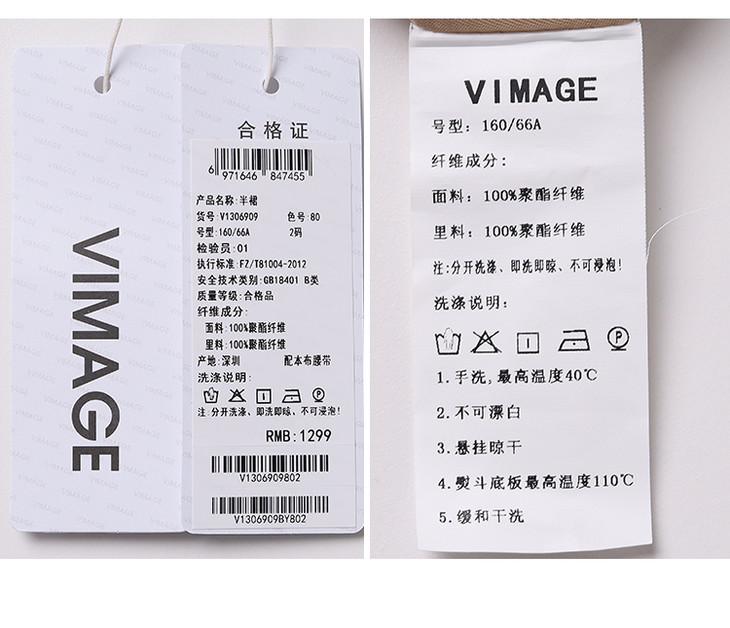 VIMAGE
合格证
6 971646 847455
产品名称:半裙
货号:V1306909 色号:80
号型:160/66A 2码
检验员:01
执行标准:FZ/T81004-2012
安全技术类别:GB18401 B类
质量等级:合格品
纤维成分:
面料:100%聚酯纤维
里料:100%聚酯纤维
产地:深圳 配本布腰带
洗涤说明:
P
注:分开洗涤、即洗即晾、不可浸泡!
RMB:1299
V1306909802
V1306909BY802
VIMAGE
号型: 160/66A
纤维成分:
面料: 100%聚酯纤维
里料: 100%聚酯纤维
注:分开洗涤、即洗即晾、不可浸泡!
洗涤说明:
P
1.手洗,最高温度40℃
2.不可漂白
3.悬挂晾干
4.熨斗底板最高温度110℃
5.缓和干洗